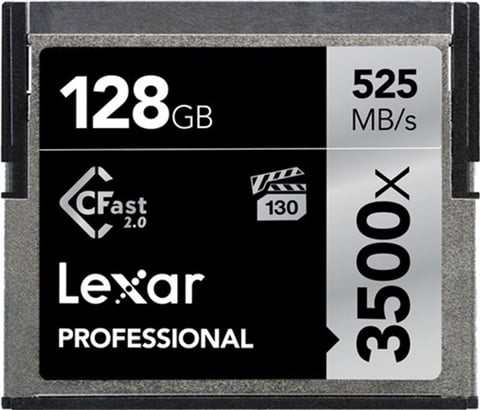 128GB
525
MB/s
CFast
2.0
130
3500x
Lexar
PROFESSIONAL